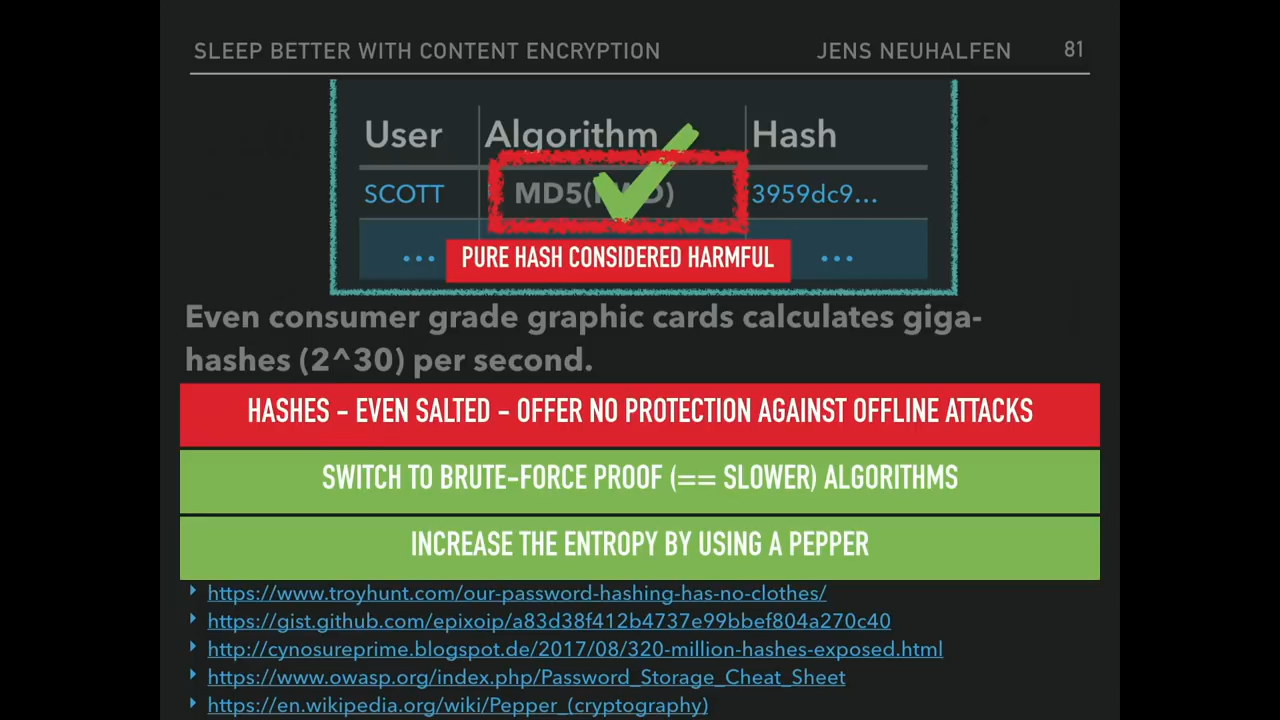 SLEEP BETTER WITH CONTENT ENCRYPTION JENS NEUHALFEN 81
User Algorithm Hash
SCOTT MD5( D) 3959dc9...
... PURE HASH CONSIDERED HARMFUL ...
Even consumer grade graphic cards calculates giga-
hashes (2^30) per second.
HASHES - EVEN SALTED - OFFER NO PROTECTION AGAINST OFFLINE ATTACKS
SWITCH TO BRUTE-FORCE PROOF (== SLOWER) ALGORITHMS
INCREASE THE ENTROPY BY USING A PEPPER
https://www.troyhunt.com/our-password-hashing-has-no-clothes/
https://gist.github.com/epixoip/a83d38f412b4737e99bbef804a270c40
http://cynosureprime.blogspot.de/2017/08/320-million-hashes-exposed.html
https://www.owasp.org/index.php/Password_Storage_Cheat_Sheet
https://en.wikipedia.org/wiki/Pepper_(cryptography)